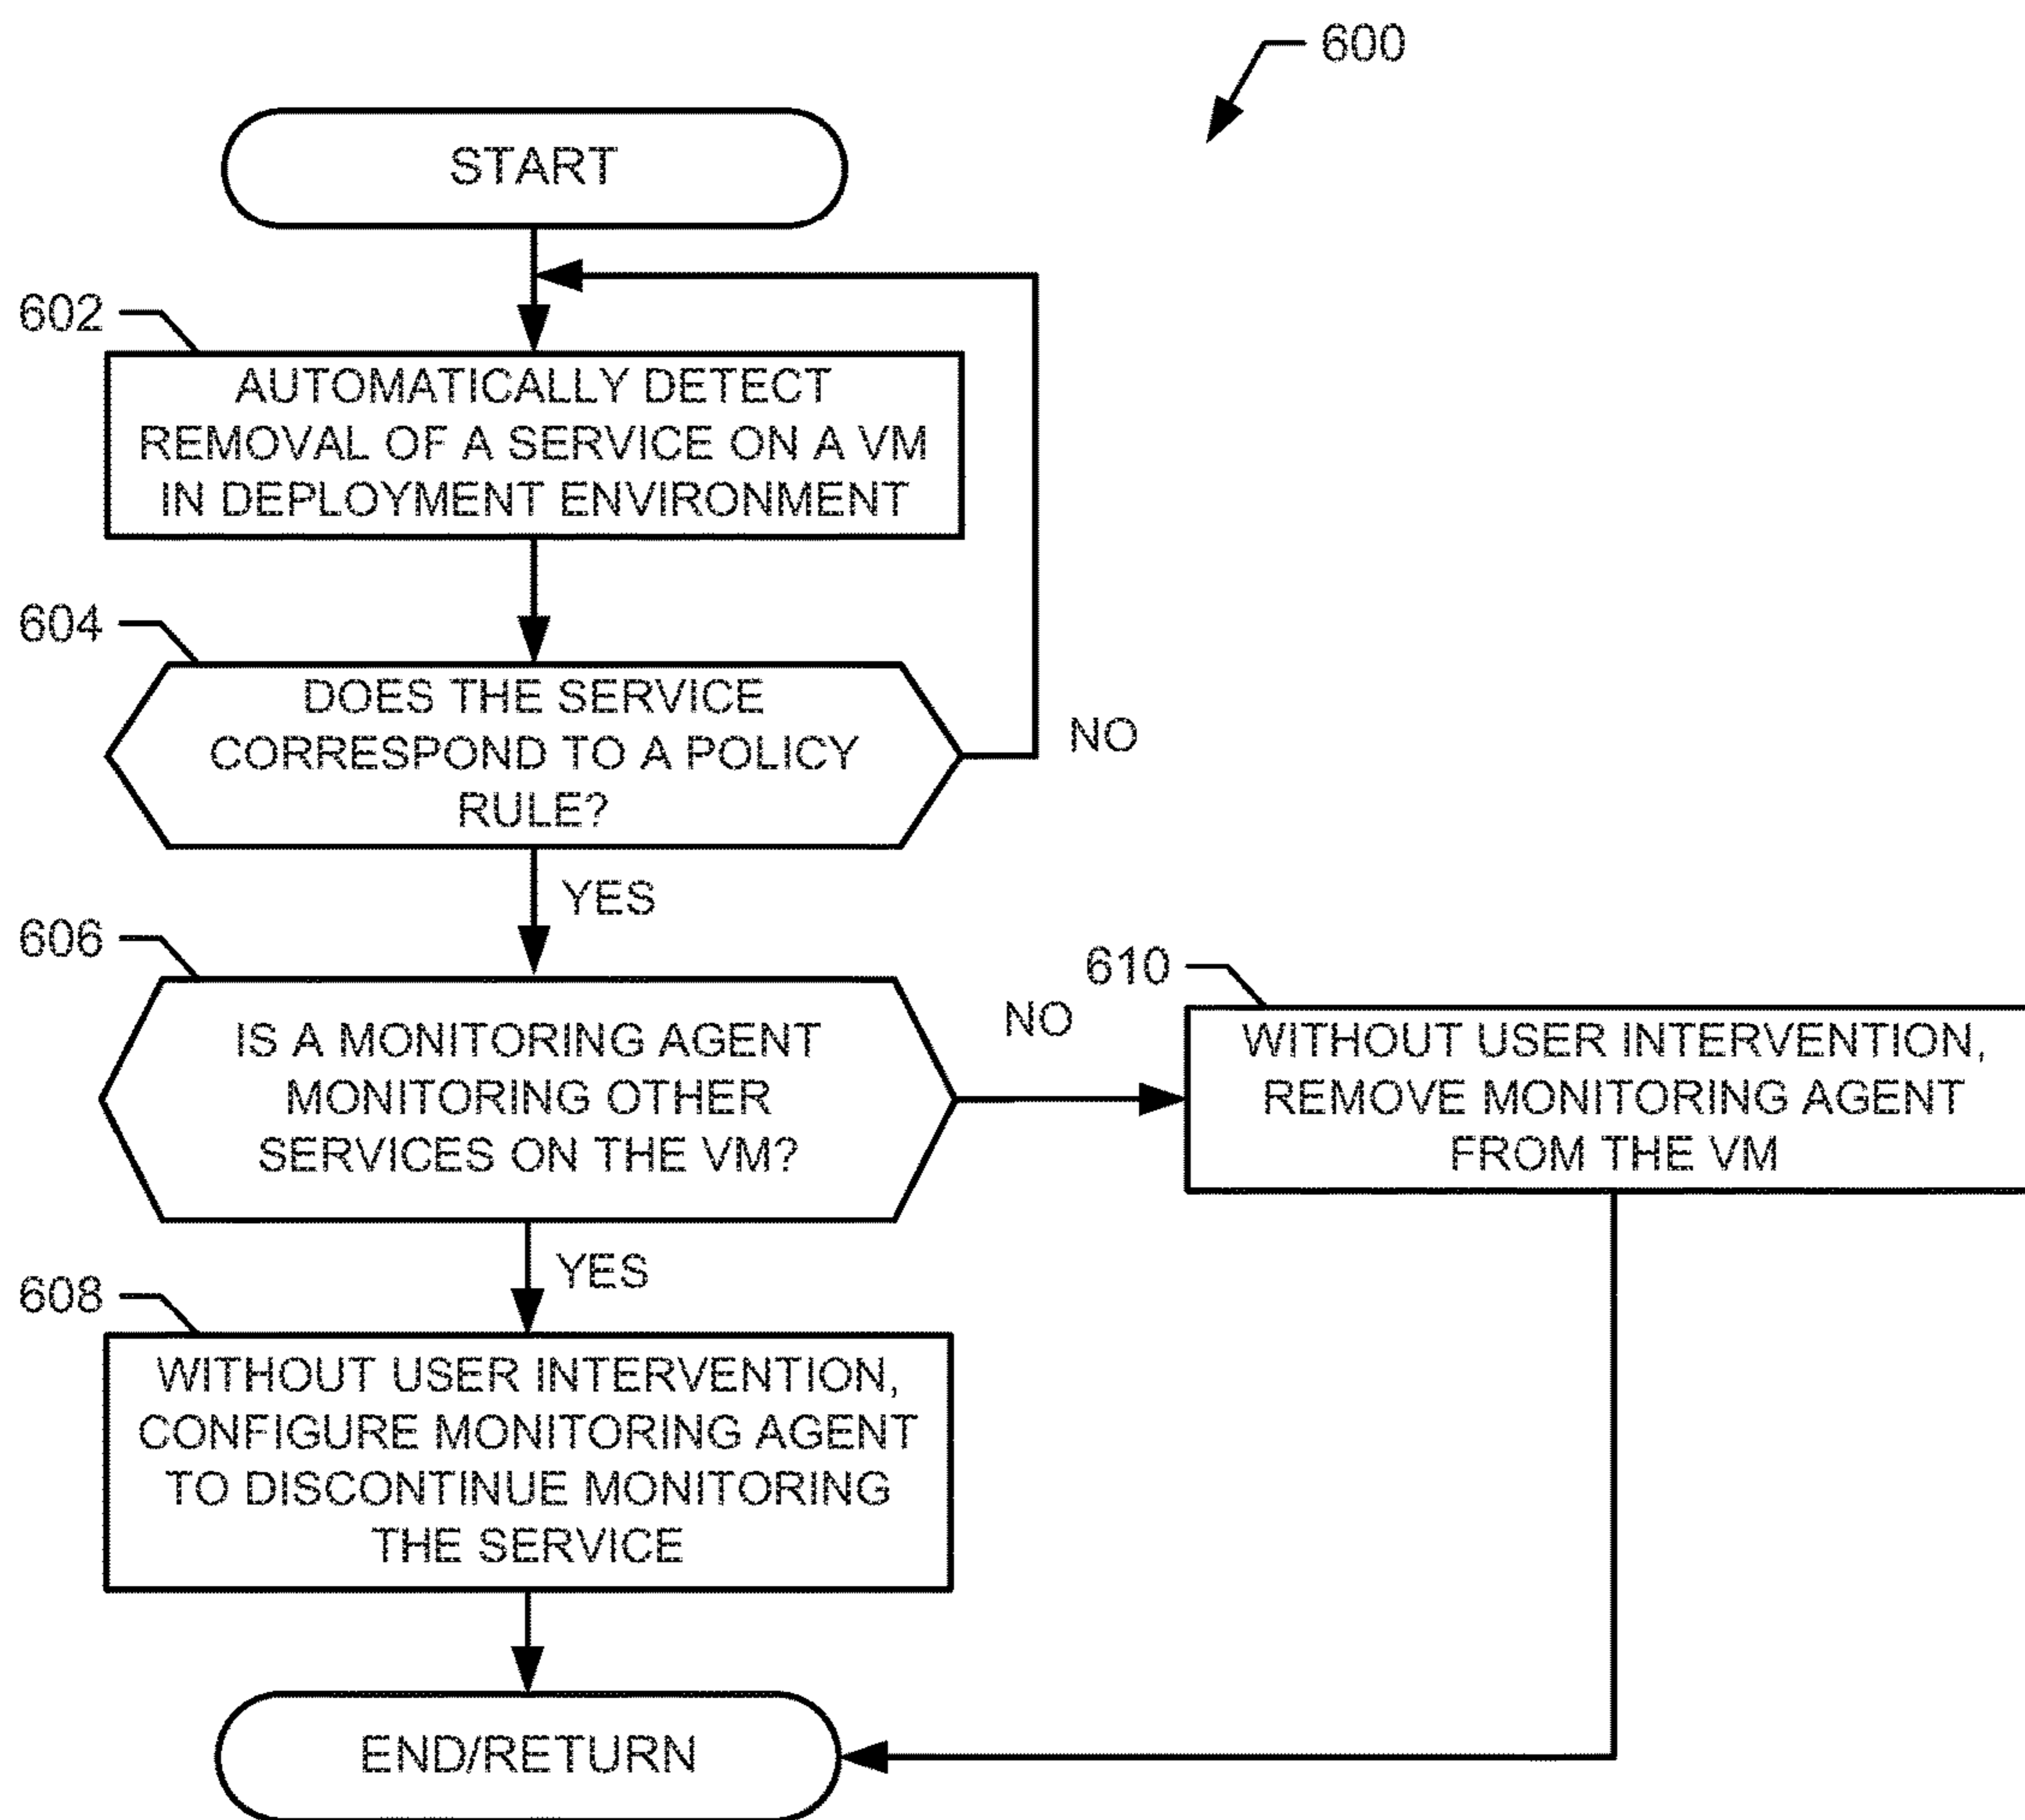 600
START
602
AUTOMATICALLY DETECT
REMOVAL OF A SERVICE ON A VM
IN DEPLOYMENT ENVIRONMENT
604
DOES THE SERVICE
CORRESPOND TO A POLICY
RULE?
NO
YES
606
IS A MONITORING AGENT
MONITORING OTHER
SERVICES ON THE VM?
NO
610
WITHOUT USER INTERVENTION,
REMOVE MONITORING AGENT
FROM THE VM
YES
608
WITHOUT USER INTERVENTION,
CONFIGURE MONITORING AGENT
TO DISCONTINUE MONITORING
THE SERVICE
END/RETURN